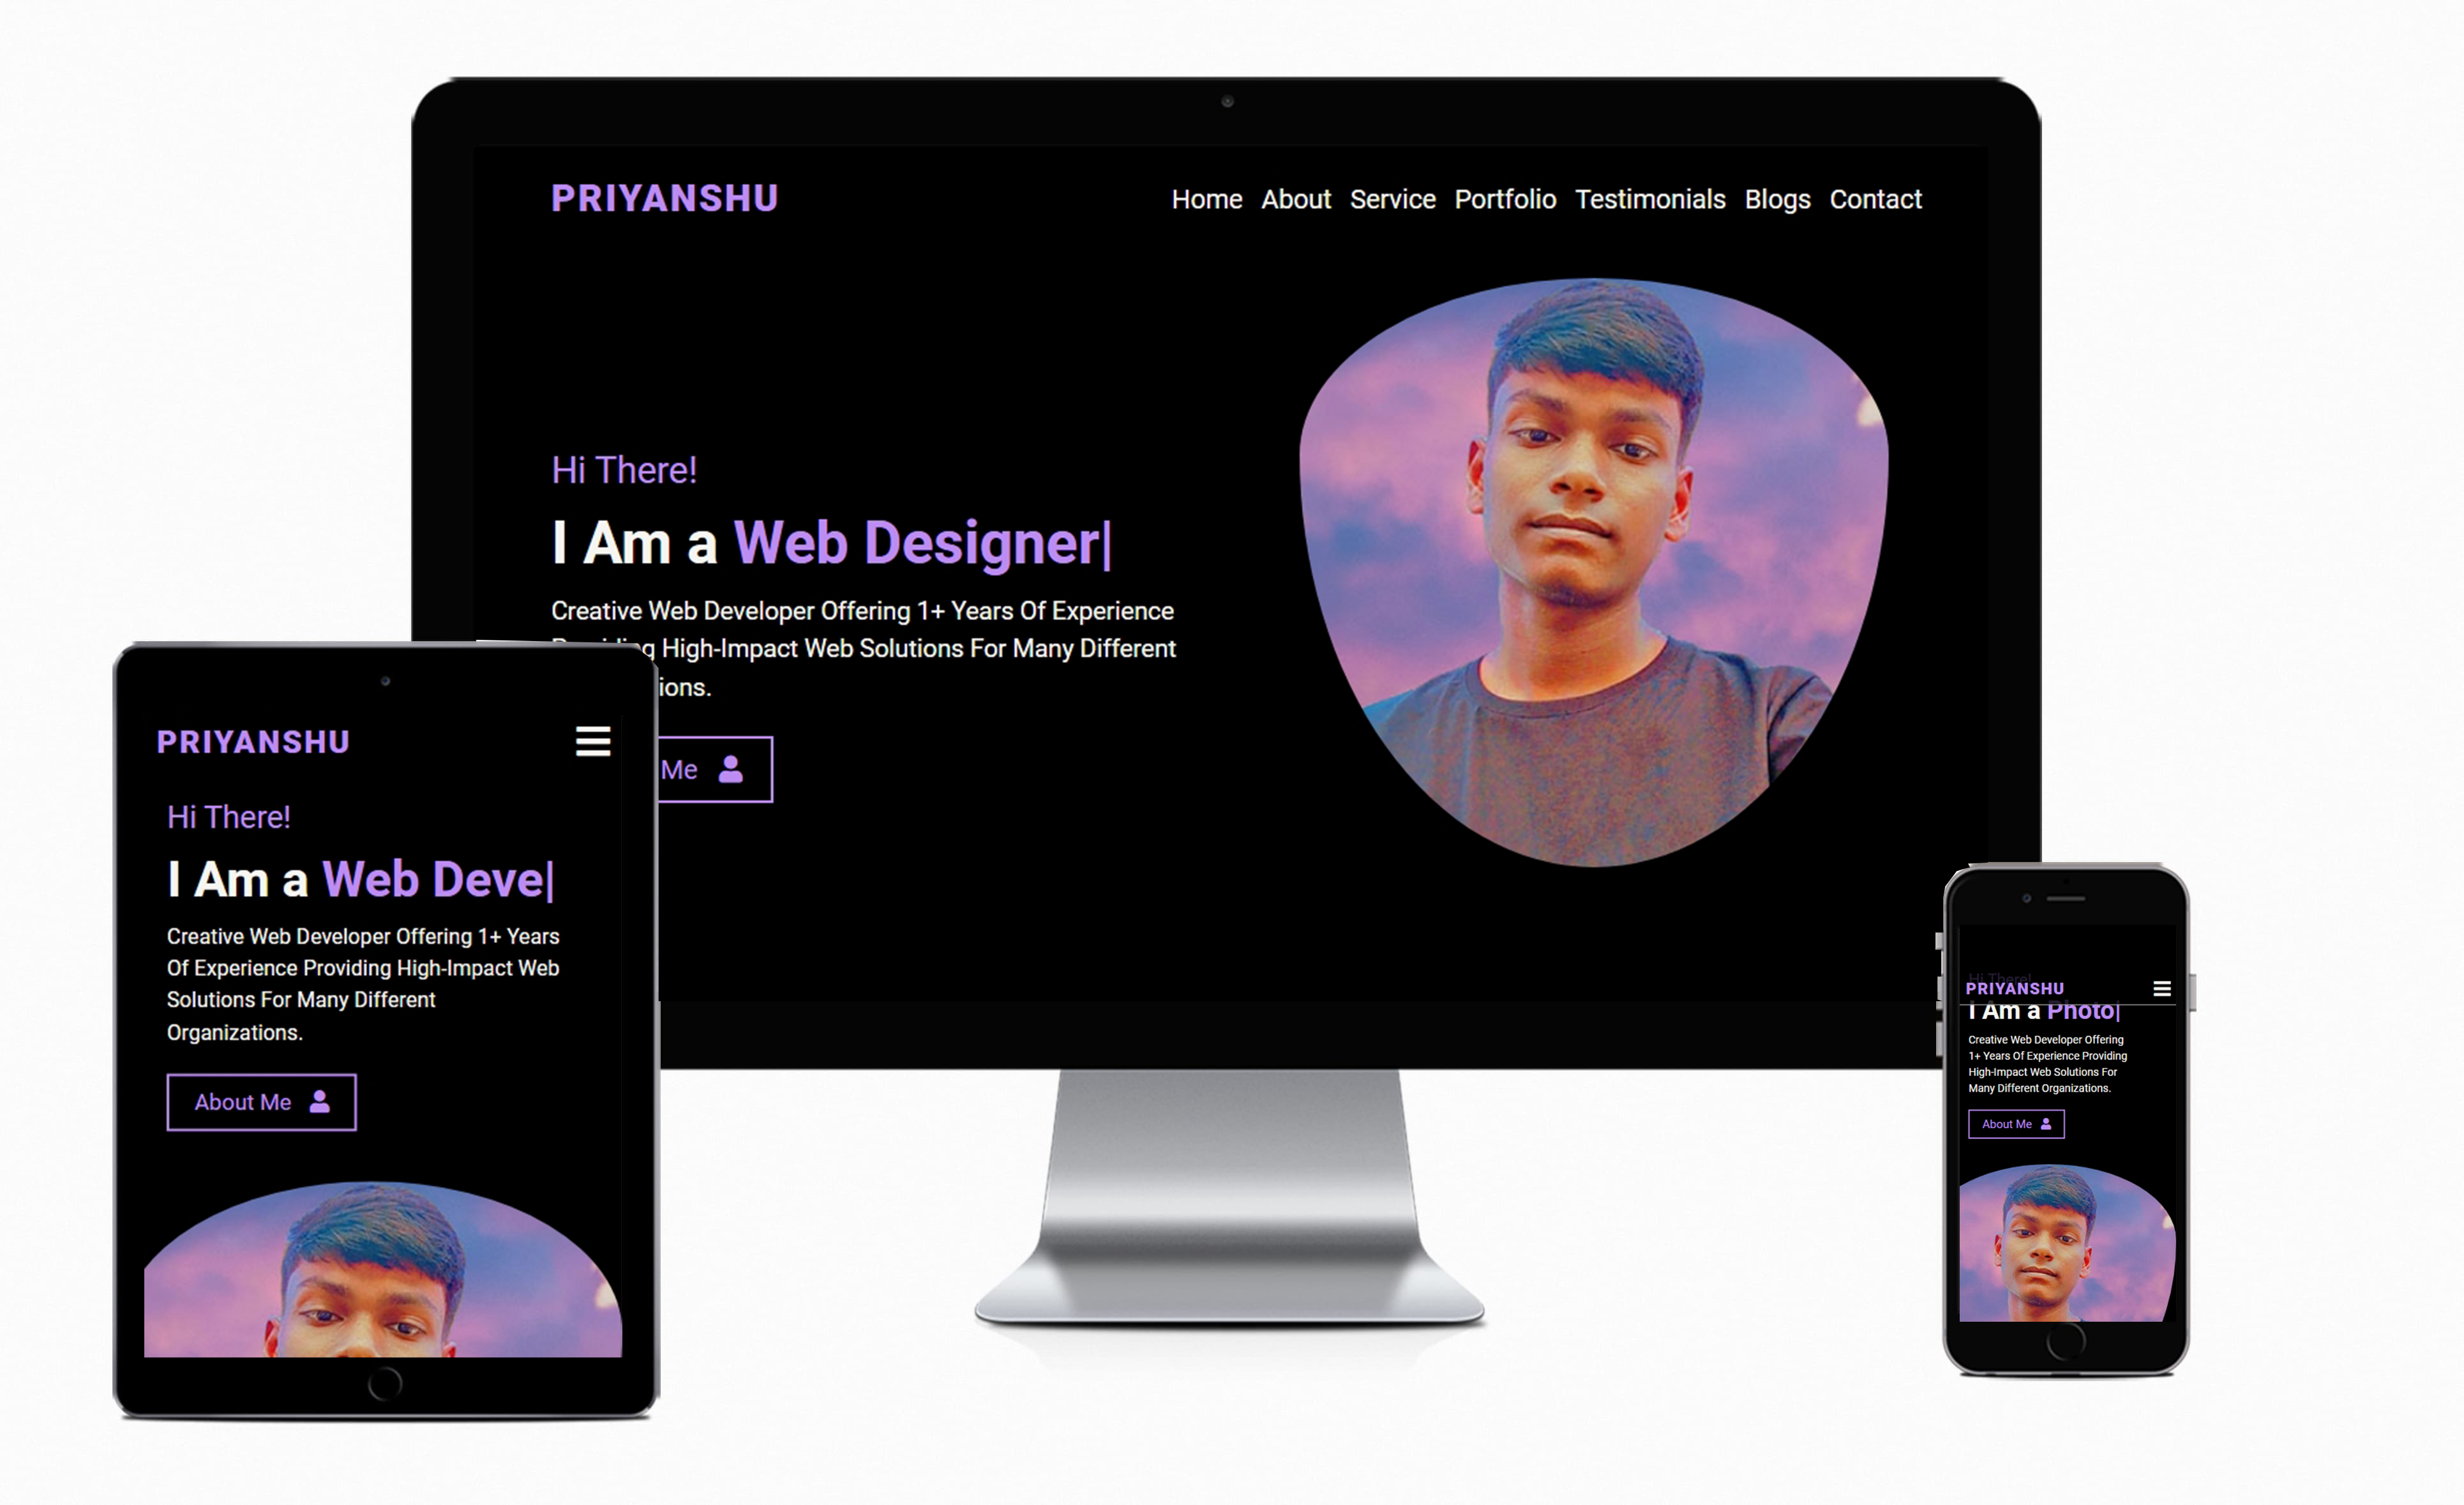 PRIYANSHU
Home About Service Portfolio Testimonials Blogs Contact
Hi There!
I Am a Web Designer|
Creative Web Developer Offering 1+ Years Of Experience
High-Impact Web Solutions For Many Different
Me
PRIYANSHU
Hi There!
I Am a Web Deve|
Creative Web Developer Offering 1+ Years
Of Experience Providing High-Impact Web
Solutions For Many Different
Organizations.
About Me
Hi There!
PRIYANSHU
I Am a Photo|
Creative Web Developer Offering
1+ Years Of Experience Providing
High-Impact Web Solutions For
Many Different Organizations.
About Me